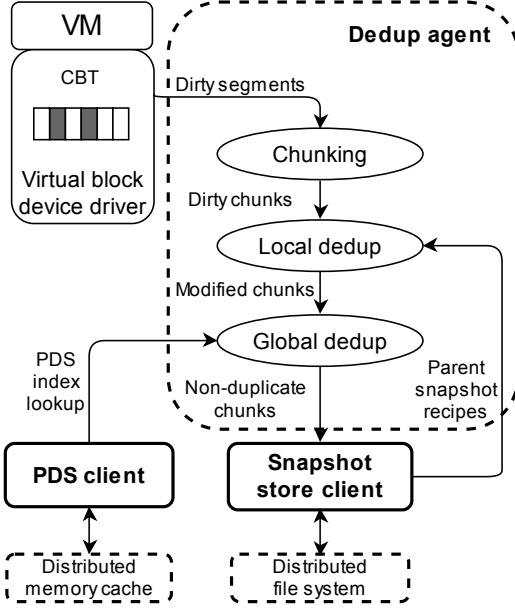 VM
Dedup agent
CBT
Dirty segments
Virtual block
device driver
Chunking
Dirty chunks
Local dedup
Modified chunks
Global dedup
PDS
index
lookup
Non-duplicate
chunks
Parent
snapshot
recipes
PDS client
Snapshot
store client
Distributed
memory cache
Distributed
file system